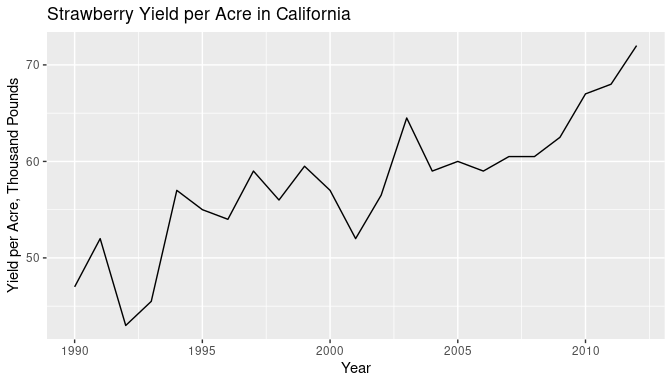 Strawberry Yield per Acre in California
Yield per Acre, Thousand Pounds
70
60
50
1990 1995 2000 2005 2010
Year